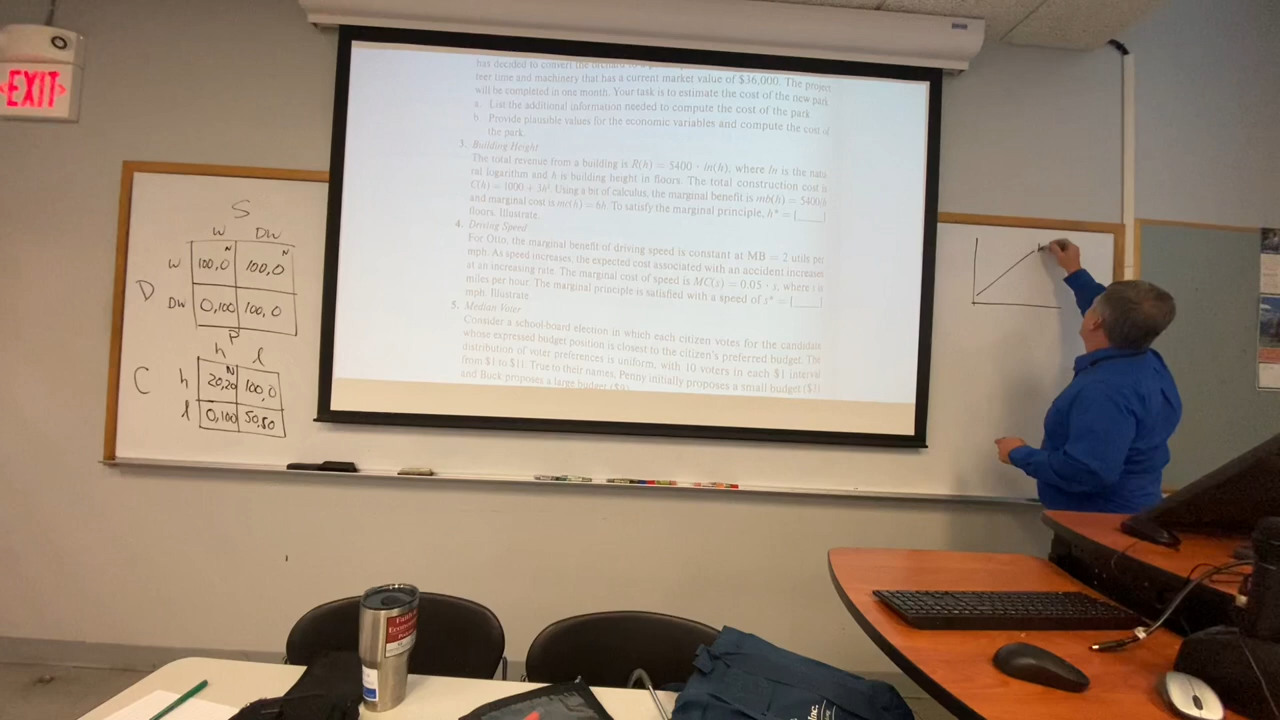 EXIT
has decided to convert the orchard to a
feer time and machinery that has a current market value of $36,000. The project
will be completed in one month. Your task is to estimate the cost of the new park
a. List the additional information needed to compute the cost of the park
b. Provide plausible values for the economic variables and compute the cost of
the park.
3. Building Height
The total revenue from a building is R(h) = 5400 · ln(h), where ln is the natu
ral logarithm and h is building height in floors. The total construction cost is
C(h) = 1000 + 3h². Using a bit of calculus, the marginal benefit is mb(h) = 5400/h
and marginal cost is mc(h) = 6h. To satisfy the marginal principle, h* = [____]
floors. Illustrate.
4. Driving Speed
For Otto, the marginal benefit of driving speed is constant at MB = 2 utils per
mph. As speed increases, the expected cost associated with an accident increases
at an increasing rate. The marginal cost of speed is MC(s) = 0.05 · s, where s is
miles per hour. The marginal principle is satisfied with a speed of s* = [____]
mph. Illustrate.
5. Median Voter
Consider a school-board election in which each citizen votes for the candidate
whose expressed budget position is closest to the citizen's preferred budget. The
distribution of voter preferences is uniform, with 10 voters in each $1 interval
from $1 to $11. True to their names, Penny initially proposes a small budget ($3)
and Buck proposes a large budget ($9)
S
W DW
N N
W 100,0 100,0
D
DW 0,100 100,0
P
h l
N
h 20,20 100,0
C
l 0,100 50,50
Inc.